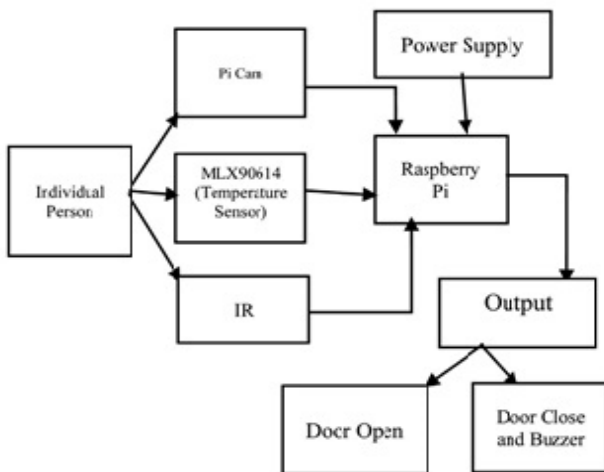 Pi Cam
Power Supply
Individual
Person
MLX90614
(Temperature
Sensor)
Raspberry
Pi
IR
Output
Door Open
Door Close
and Buzzer